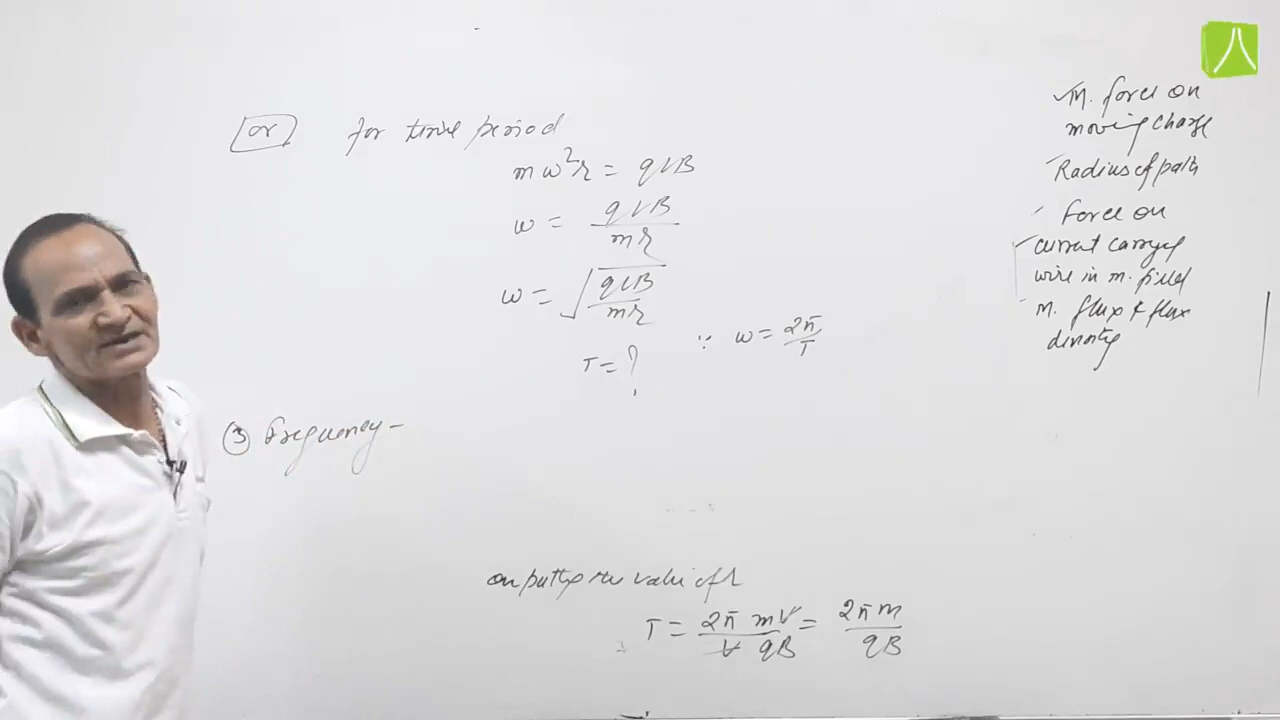 or for time period
mω²r = qVB
ω = qVB / mr
ω = √(qVB / mr)
T = ? ∵ ω = 2π / T
③ Frequency -
on putting the value of r
T = 2π mV / V qB = 2π m / qB
M. force on
moving charge
Radius of path
Force on
current carrying
wire in m. field
M. flux & flux
density